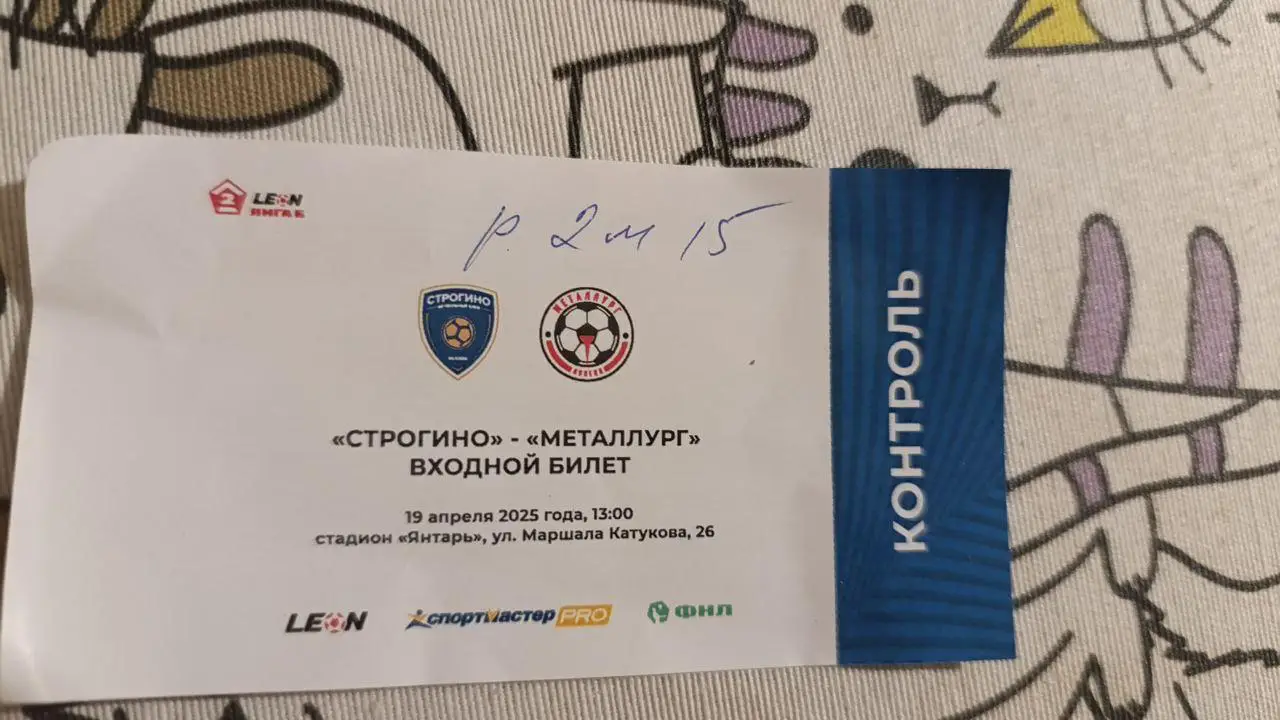 2 LEON
ЛИГА Б
р. 2 м 15
СТРОГИНО
МЕТАЛЛУРГ
«СТРОГИНО» - «МЕТАЛЛУРГ»
ВХОДНОЙ БИЛЕТ
19 апреля 2025 года, 13:00
стадион «Янтарь», ул. Маршала Катукова, 26
LEON спортмастер PRO ФНЛ
КОНТРОЛЬ